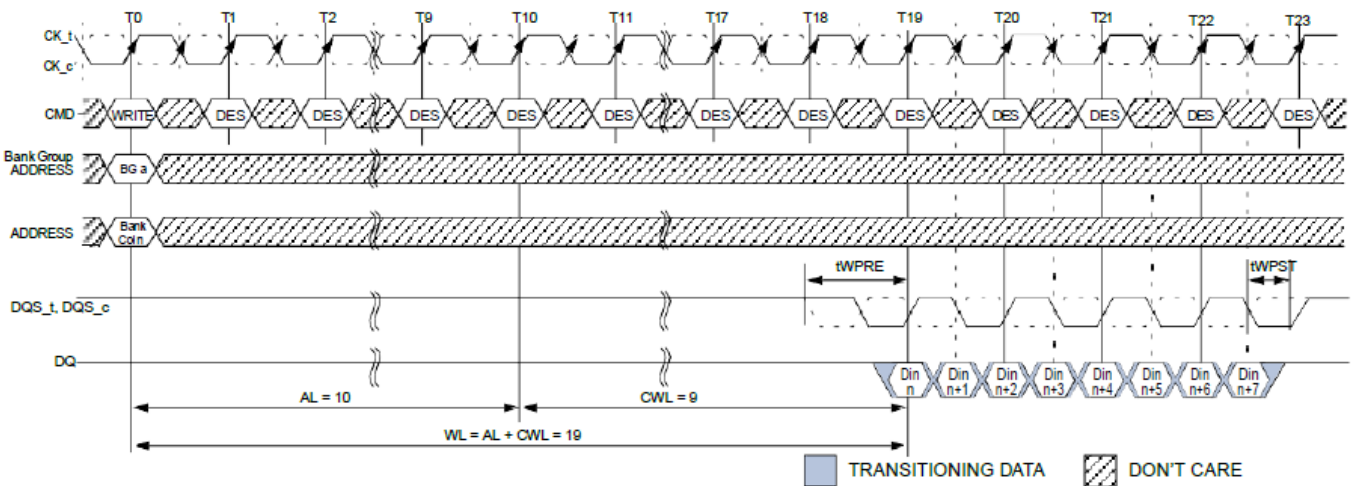 T0 T1 T2 T9 T10 T11 T17 T18 T19 T20 T21 T22 T23
CK_t
CK_c
CMD WRITE DES DES DES DES DES DES DES DES DES DES DES DES
Bank Group
ADDRESS BG a
ADDRESS Bank
Coln
tWPRE tWPST
DQS_t, DQS_c
DQ Din Din Din Din Din Din Din Din
n n+1 n+2 n+3 n+4 n+5 n+6 n+7
AL = 10 CWL = 9
WL = AL + CWL = 19
TRANSITIONING DATA DON'T CARE